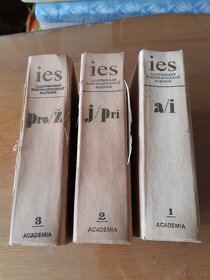 ies
ILUSTROVANÝ
ENCYKLOPEDICKÝ
SLOVNÍK
pro/ž
3
ACADEMIA
ies
ILUSTROVANÝ
ENCYKLOPEDICKÝ
SLOVNÍK
j/pri
2
ACADEMIA
ies
ILUSTROVANÝ
ENCYKLOPEDICKÝ
SLOVNÍK
a/i
1
ACADEMIA